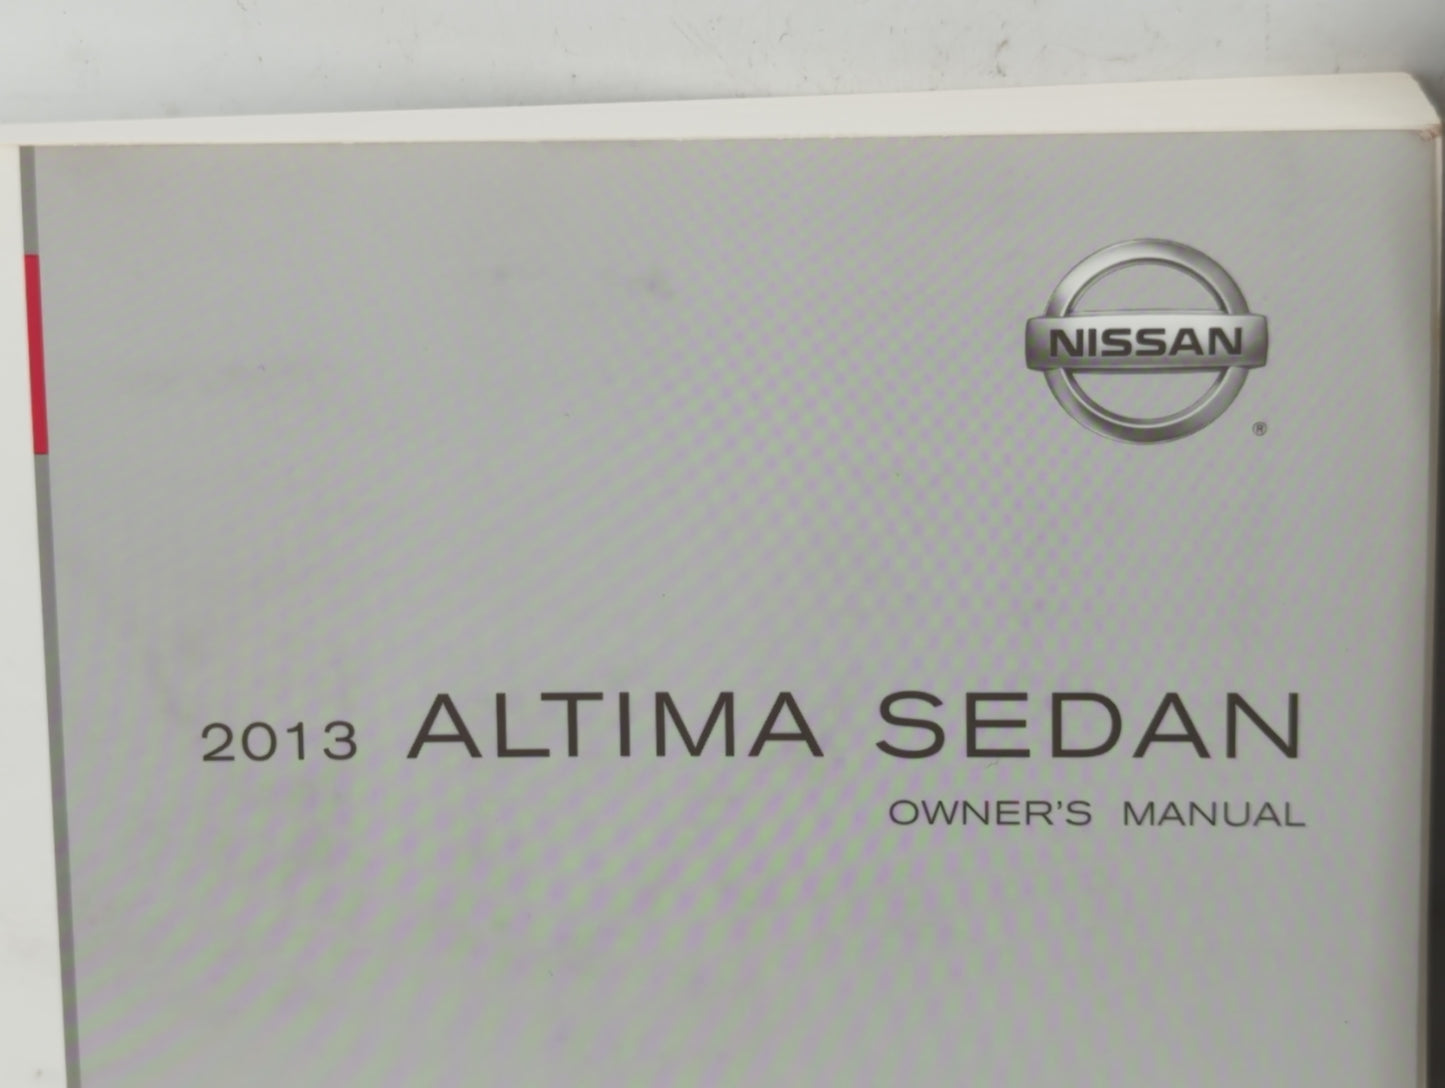 NISSAN
®
2013 ALTIMA SEDAN
OWNER'S MANUAL